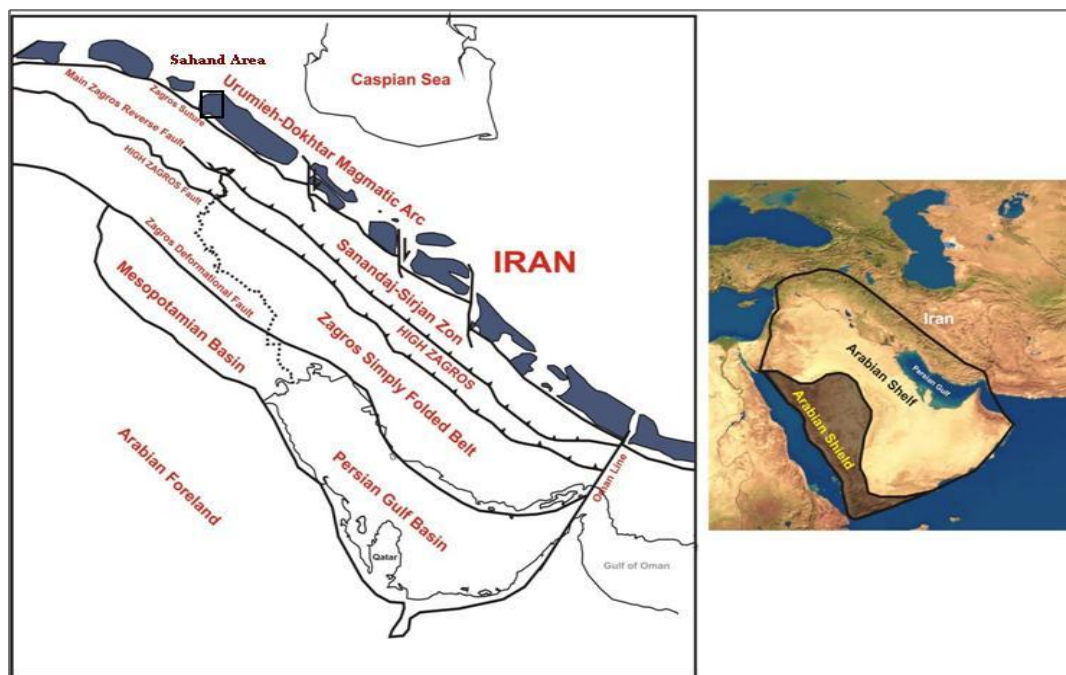 Sahand Area
Caspian Sea
Main Zagros Reverse Fault
Zagros Suture
Urumieh-Dokhtar Magmatic Arc
HIGH ZAGROS Fault
IRAN
Zagros Deformational Fault
Sanandaj-Sirjan Zon
Mesopotamian Basin
HIGH ZAGROS
Zagros Simply Folded Belt
Arabian Foreland
Persian Gulf Basin
Oman Line
Qatar
Gulf of Oman
Iran
Arabian Shelf
Persian Gulf
Arabian Shield